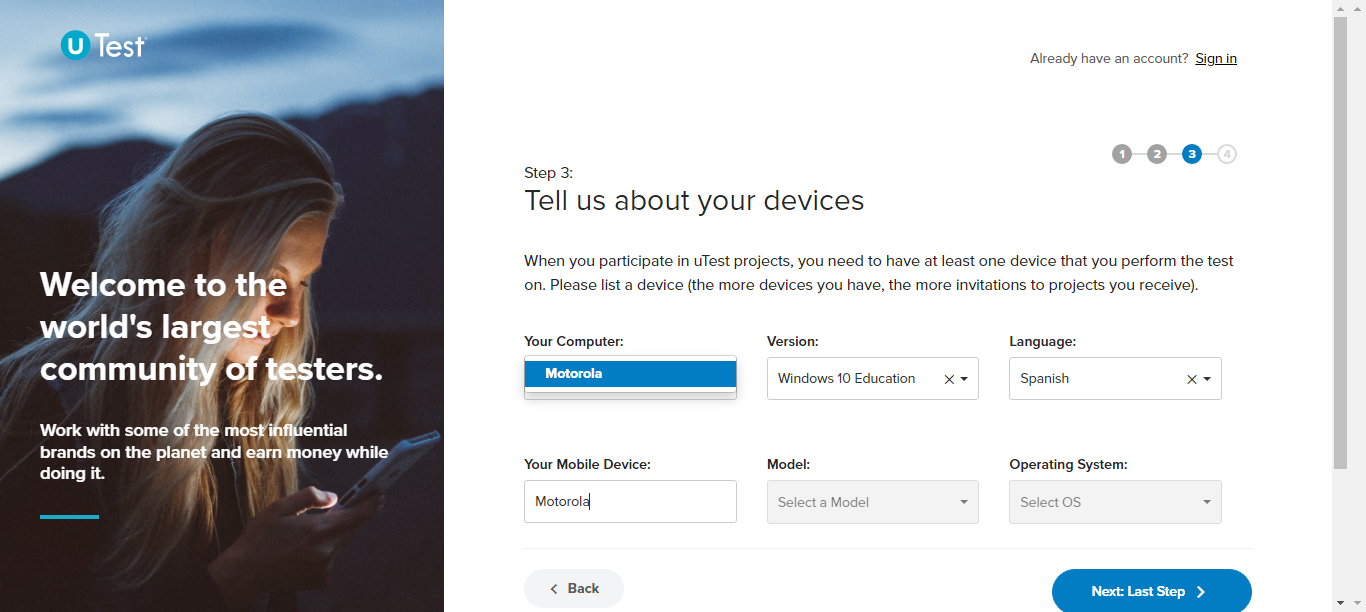 uTest
Already have an account? Sign in
1 2 3 4
Step 3:
Tell us about your devices
When you participate in uTest projects, you need to have at least one device that you perform the test
on. Please list a device (the more devices you have, the more invitations to projects you receive).
Welcome to the
world's largest
community of testers.
Work with some of the most influential
brands on the planet and earn money while
doing it.
Your Computer: Version: Language:
Motorola Windows 10 Education Spanish
Your Mobile Device: Model: Operating System:
Motorola Select a Model Select OS
Back Next: Last Step